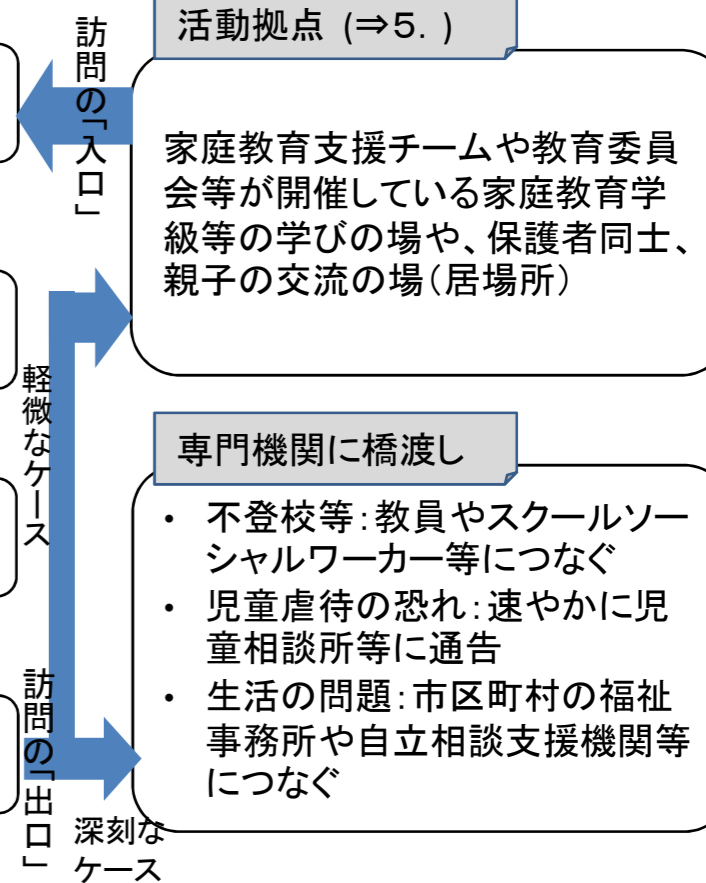 活動拠点 (⇒5．)
訪問の「入口」
家庭教育支援チームや教育委員
会等が開催している家庭教育学
級等の学びの場や、保護者同士、
親子の交流の場（居場所）
軽微なケース
専門機関に橋渡し
・ 不登校等：教員やスクールソー
シャルワーカー等につなぐ
・ 児童虐待の恐れ：速やかに児
童相談所等に通告
・ 生活の問題：市区町村の福祉
事務所や自立相談支援機関等
につなぐ
訪問の「出口」
深刻な
ケース